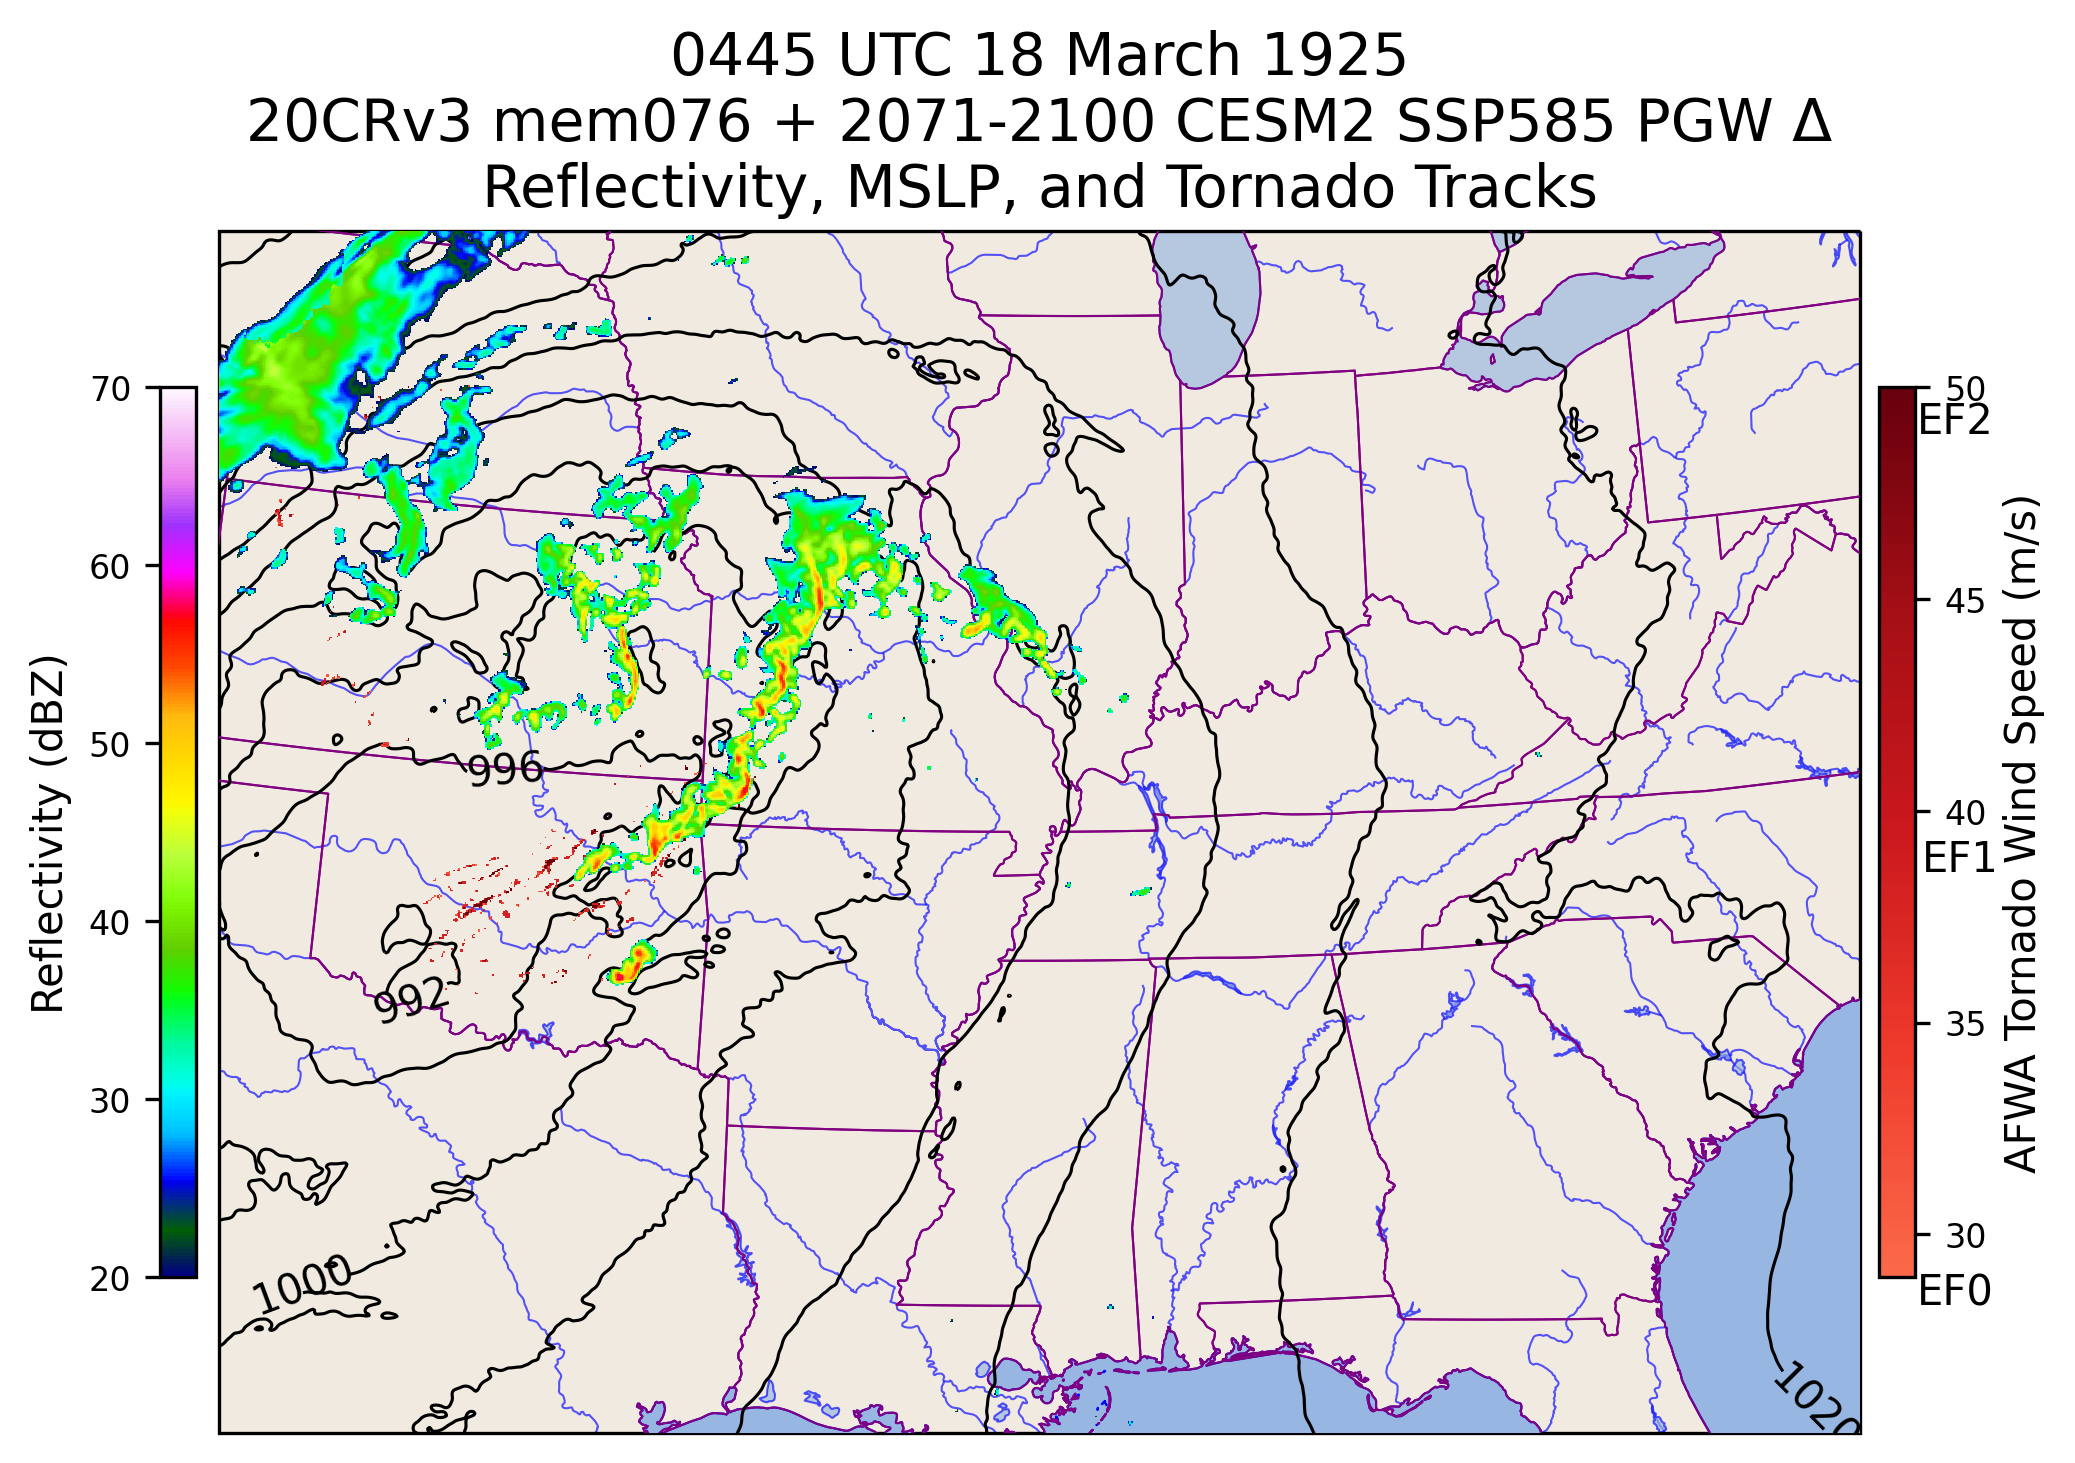 0445 UTC 18 March 1925
20CRv3 mem076 + 2071-2100 CESM2 SSP585 PGW Δ
Reflectivity, MSLP, and Tornado Tracks
Reflectivity (dBZ)
70
60
50
40
30
20
996
992
1000
1020
50
EF2
45
40
EF1
35
30
EF0
AFWA Tornado Wind Speed (m/s)